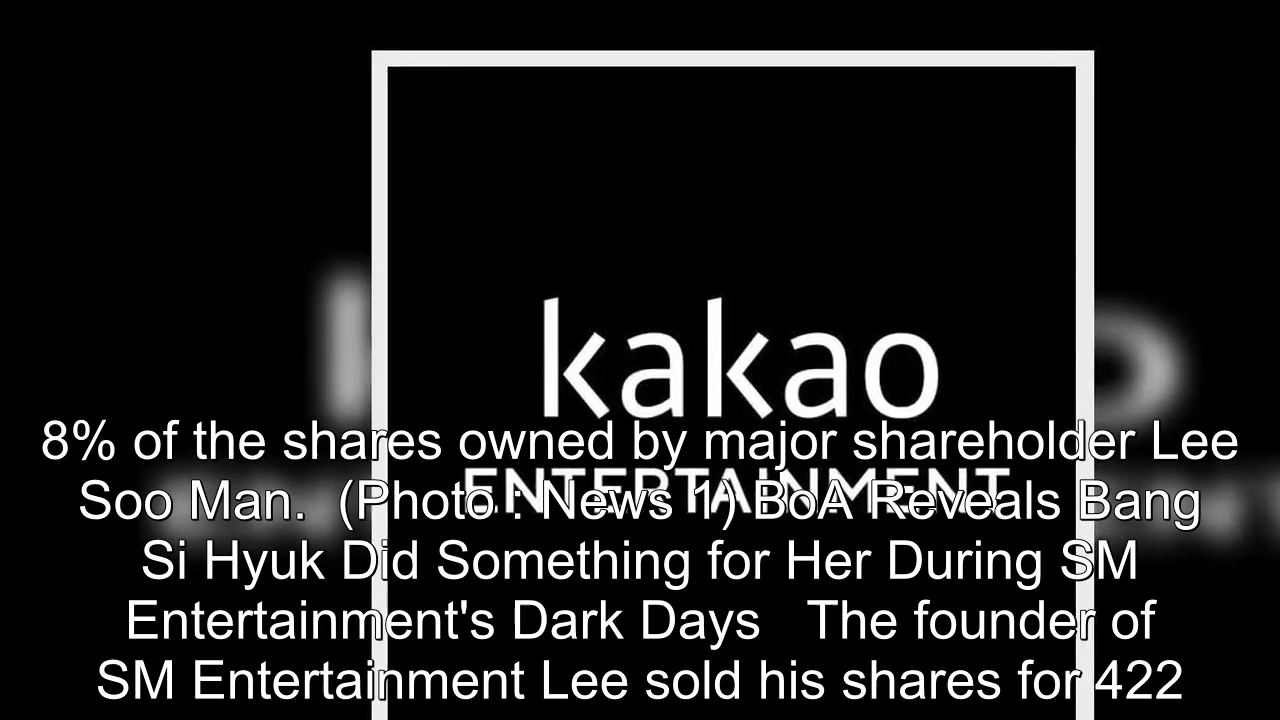 kakao
ENTERTAINMENT
8% of the shares owned by major shareholder Lee
Soo Man.  (Photo : News 1) BoA Reveals Bang
Si Hyuk Did Something for Her During SM
Entertainment's Dark Days   The founder of
SM Entertainment Lee sold his shares for 422